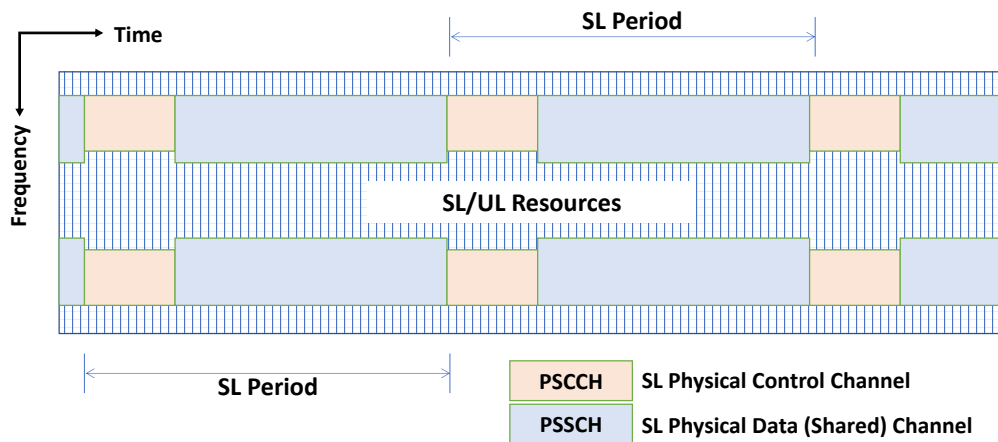 SL Period
Time
Frequency
SL/UL Resources
SL Period
PSCCH SL Physical Control Channel
PSSCH SL Physical Data (Shared) Channel